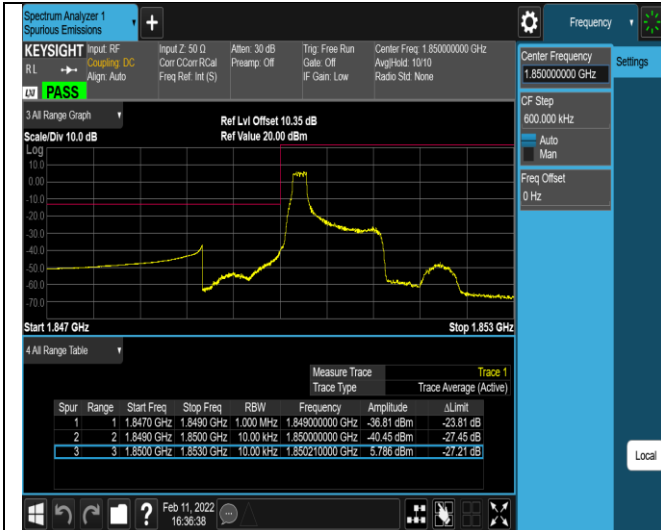 Spectrum Analyzer 1
Spurious Emissions
Frequency
KEYSIGHT
Input: RF
Coupling: DC
Align: Auto
Input Z: 50 Ω
Corr CCorr RCal
Freq Ref: Int (S)
Atten: 30 dB
Preamp: Off
Trig: Free Run
Gate: Off
IF Gain: Low
Center Freq: 1.850000000 GHz
Avg|Hold: 10/10
Radio Std: None
R L
LXI PASS
3 All Range Graph
Scale/Div 10.0 dB
Ref Lvl Offset 10.35 dB
Ref Value 20.00 dBm
Log
10.0
0.00
-10.0
-20.0
-30.0
-40.0
-50.0
-60.0
-70.0
Start 1.847 GHz
Stop 1.853 GHz
4 All Range Table
Measure Trace Trace 1
Trace Type Trace Average (Active)
Spur Range Start Freq Stop Freq RBW Frequency Amplitude ΔLimit
1 1 1.8470 GHz 1.8490 GHz 1.000 MHz 1.849000000 GHz -36.81 dBm -23.81 dB
2 2 1.8490 GHz 1.8500 GHz 10.00 kHz 1.850000000 GHz -40.45 dBm -27.45 dB
3 3 1.8500 GHz 1.8530 GHz 10.00 kHz 1.850210000 GHz 5.786 dBm -27.21 dB
Feb 11, 2022
16:36:38
Center Frequency
1.850000000 GHz
Settings
CF Step
600.000 kHz
Auto
Man
Freq Offset
0 Hz
Local